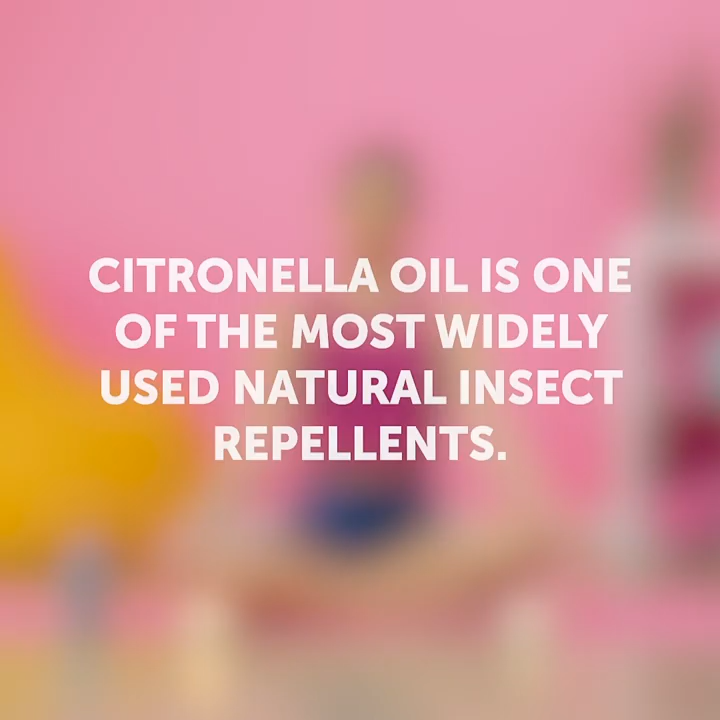 CITRONELLA OIL IS ONE
OF THE MOST WIDELY
USED NATURAL INSECT
REPELLENTS.